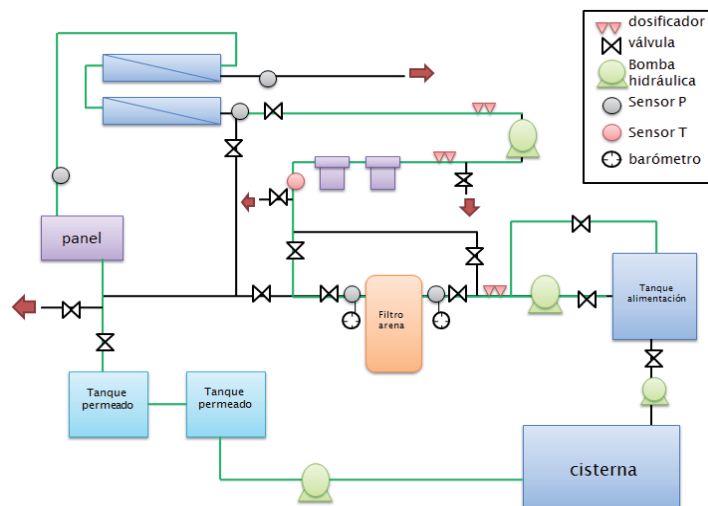 dosificador
válvula
Bomba
hidráulica
Sensor P
Sensor T
barómetro
panel
Tanque
alimentación
Filtro
arena
Tanque
permeado
Tanque
permeado
cisterna